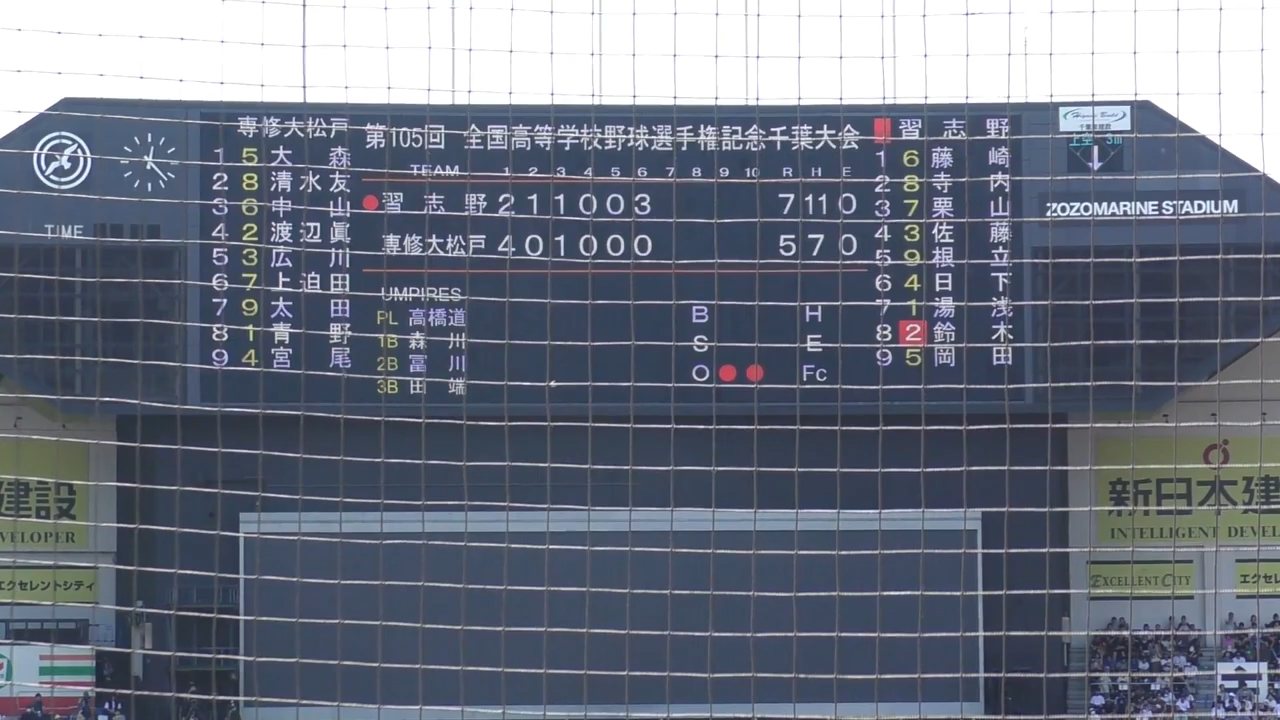 専修大松戸
1 5 大 森
2 8 清水友
3 6 中 山
4 2 渡辺眞
5 3 広 川
6 7 上迫田
7 9 太 田
8 1 青 野
9 4 宮 尾
TIME
第105回 全国高等学校野球選手権記念千葉大会
TEAM 1 2 3 4 5 6 7 8 9 10 R H E
習志野 2 1 1 0 0 3 7 11 0
専修大松戸 4 0 1 0 0 0 5 7 0
UMPIRES
PL 高橋道
1B 森 川
2B 冨 川
3B 田 端
B H
S E
O Fc
習志野
1 6 藤 崎
2 8 寺 内
3 7 栗 山
4 3 佐 藤
5 9 根 立
6 4 日 下
7 1 湯 浅
8 2 鈴 木
9 5 岡 田
上空 3m
ZOZOMARINE STADIUM
建設
VELOPER
エクセレントシティ
新日本建
INTELLIGENT DEVEL
EXCELLENT CITY
エクセレ